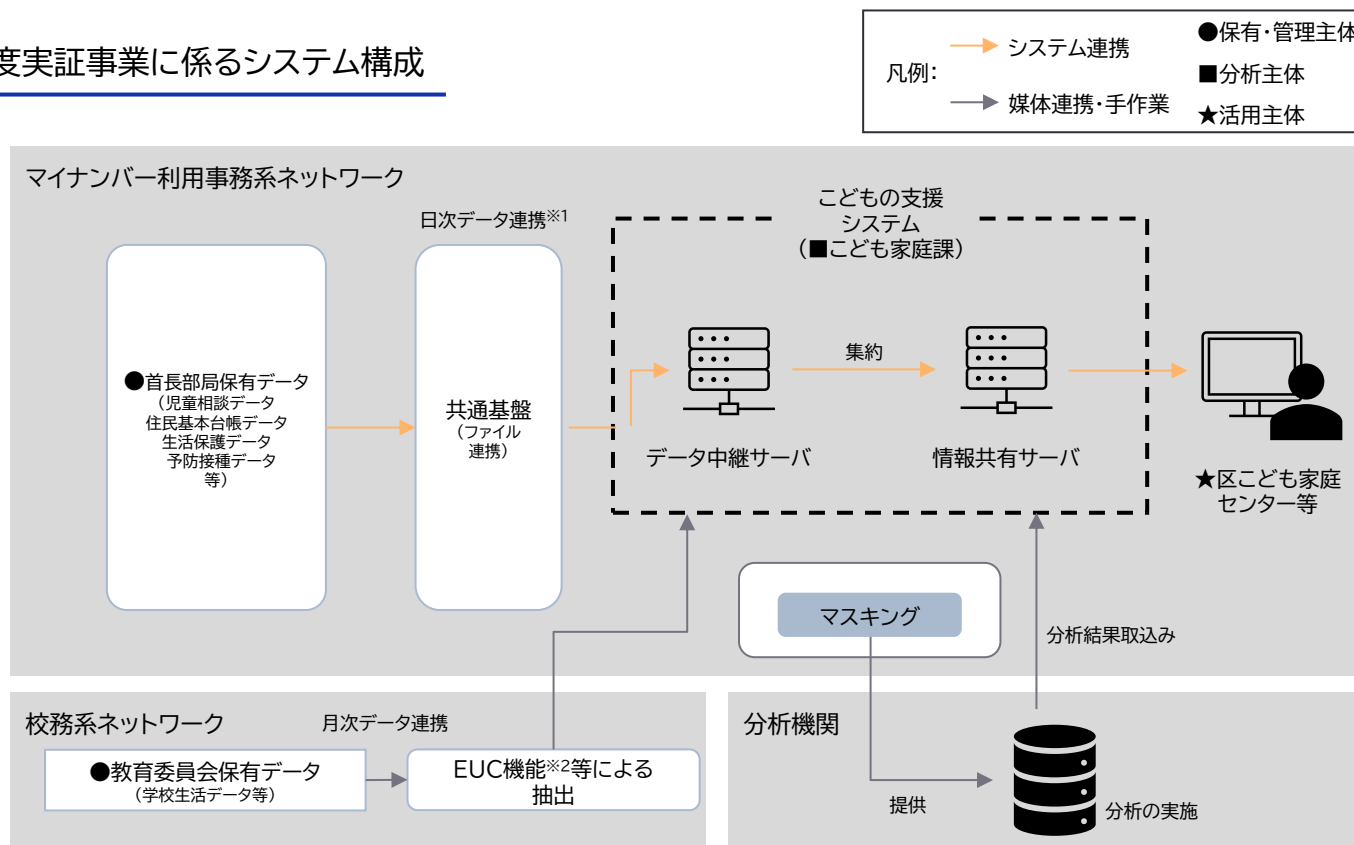 度実証事業に係るシステム構成
凡例：
システム連携
媒体連携・手作業
●保有・管理主体
■分析主体
★活用主体
マイナンバー利用事務系ネットワーク
日次データ連携※1
こどもの支援
システム
（■こども家庭課）
●首長部局保有データ
（児童相談データ
住民基本台帳データ
生活保護データ
予防接種データ
等）
共通基盤
（ファイル
連携）
集約
データ中継サーバ
情報共有サーバ
★区こども家庭
センター等
マスキング
分析結果取込み
校務系ネットワーク
月次データ連携
●教育委員会保有データ
（学校生活データ等）
EUC機能※2等による
抽出
分析機関
提供
分析の実施